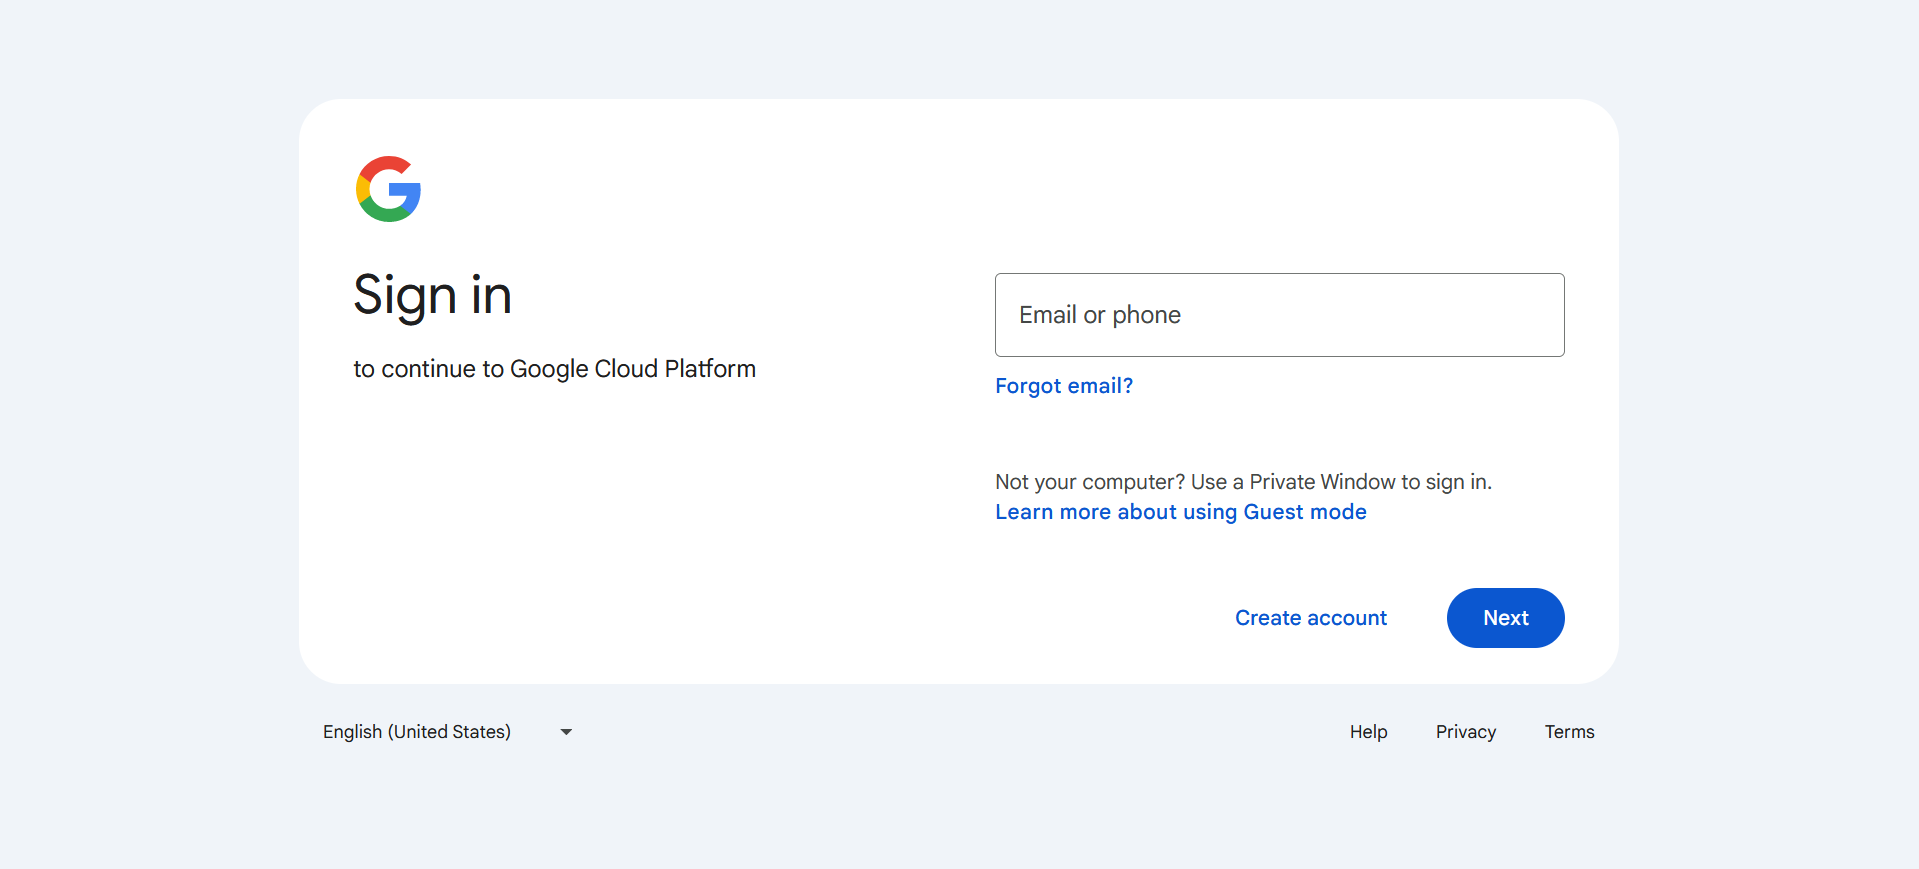 Sign in
to continue to Google Cloud Platform
Email or phone
Forgot email?
Not your computer? Use a Private Window to sign in.
Learn more about using Guest mode
Create account
Next
English (United States)
Help
Privacy
Terms